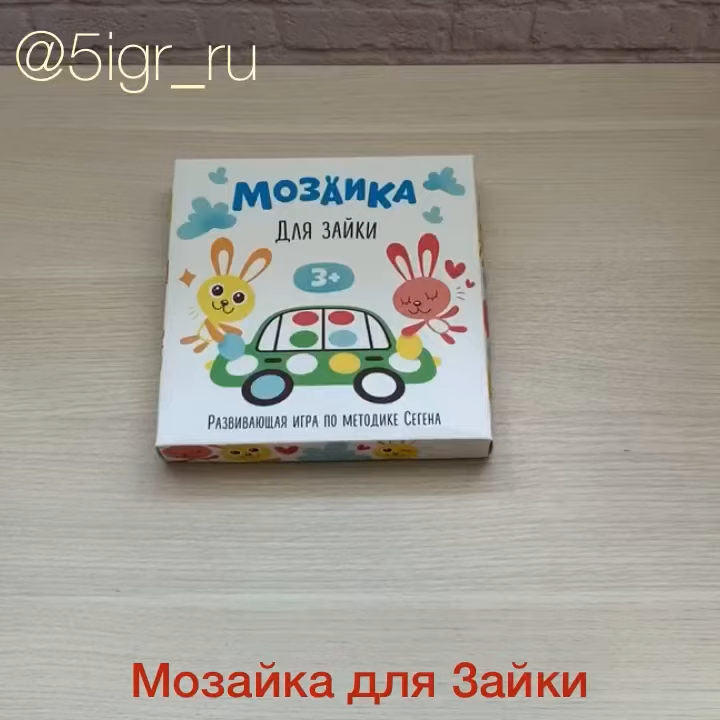 @5igr_ru
МОЗАИКА
ДЛЯ ЗАЙКИ
3+
РАЗВИВАЮЩАЯ ИГРА ПО МЕТОДИКЕ СЕГЕНА
Мозайка для Зайки